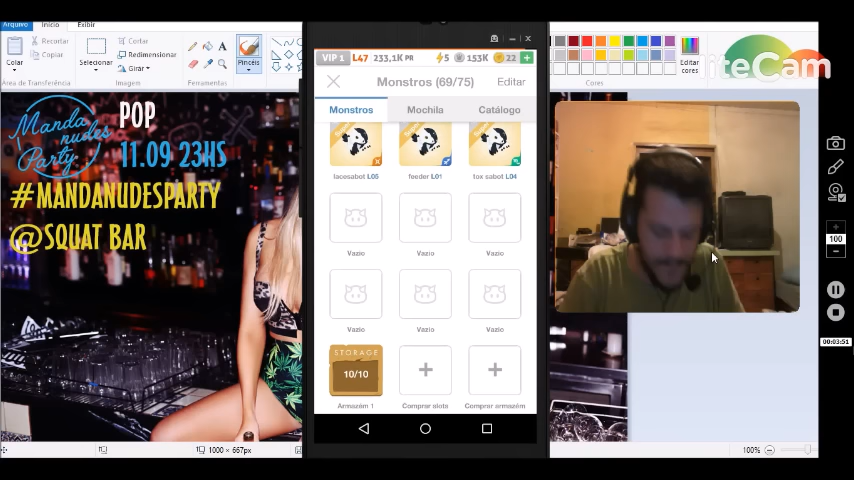 Arquivo
Início
Exibir
Colar
Recortar
Copiar
Área de Transferência
Selecionar
Cortar
Redimensionar
Girar
Imagem
Ferramentas
Pincéis
Editar
cores
Cores
iteCam
Manda
nudes
Party
POP
11.09 23HS
#MANDANUDESPARTY
@SQUAT BAR
VIP 1
L47
233,1K PR
5
153K
22
Monstros (69/75)
Editar
Monstros
Mochila
Catálogo
lacesabot L05
feeder L01
tox sabot L04
Vazio
Vazio
Vazio
Vazio
Vazio
Vazio
STORAGE
10/10
Armazém 1
Comprar slots
Comprar armazém
100
00:03:51
1000 × 667px
100%